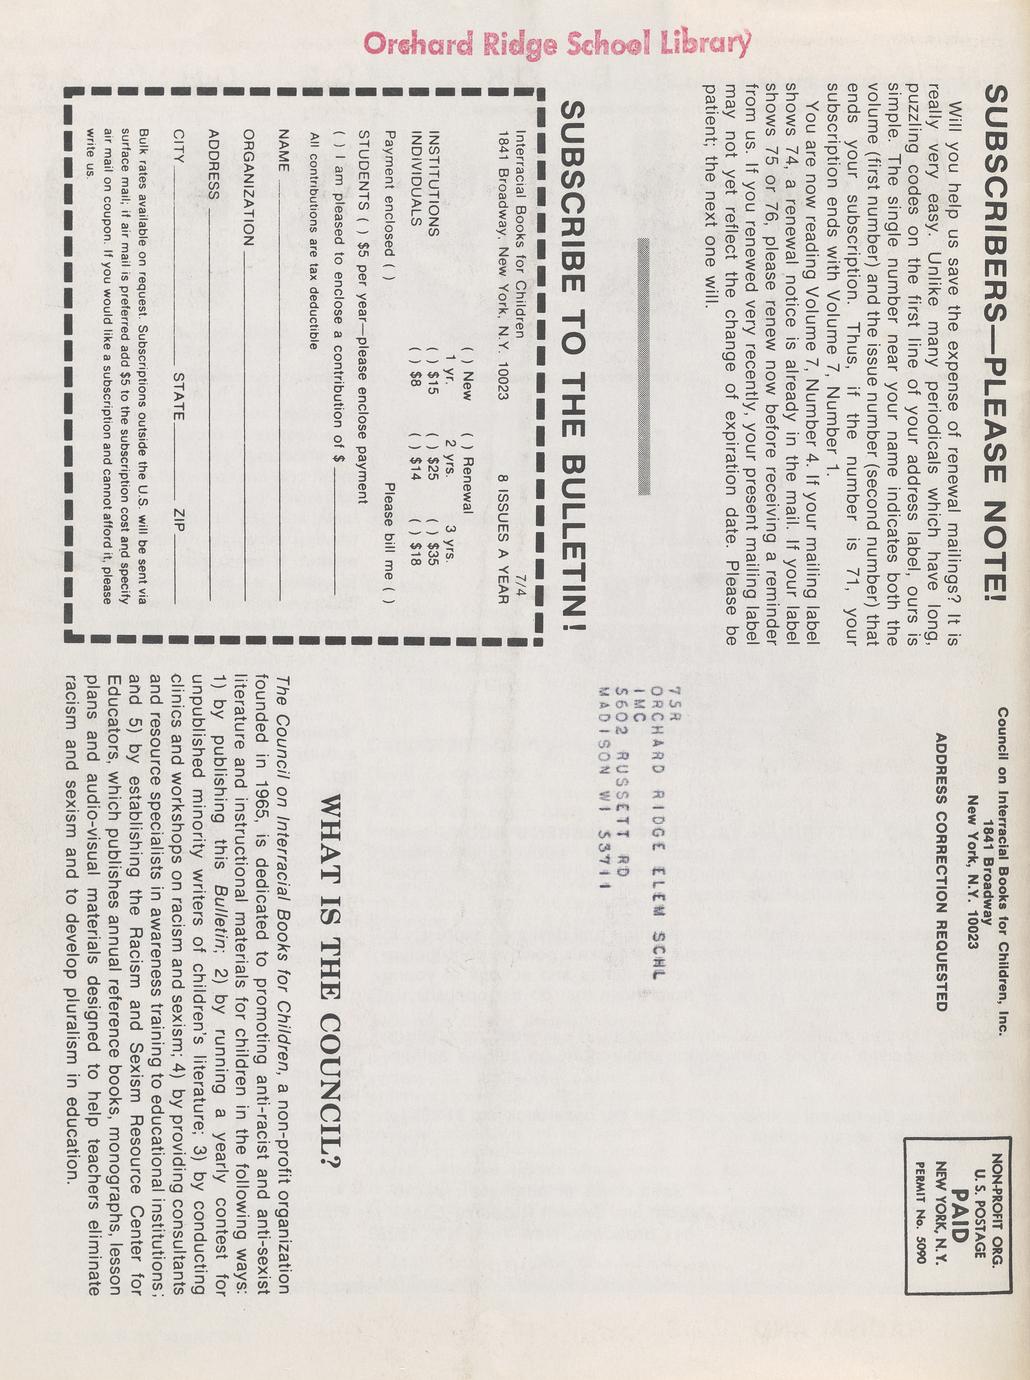 Orchard Ridge School Library
SUBSCRIBERS—PLEASE NOTE!
Will you help us save the expense of renewal mailings? It is
really very easy. Unlike many periodicals which have long,
puzzling codes on the first line of your address label, ours is
simple. The single number near your name indicates both the
volume (first number) and the issue number (second number) that
ends your subscription. Thus, if the number is 71, your
subscription ends with Volume 7, Number 1.
You are now reading Volume 7, Number 4. If your mailing label
shows 74, a renewal notice is already in the mail. If your label
shows 75 or 76, please renew now before receiving a reminder
from us. If you renewed very recently, your present mailing label
may not yet reflect the change of expiration date. Please be
patient; the next one will.
SUBSCRIBE TO THE BULLETIN!
7/4
Interracial Books for Children
1841 Broadway, New York, N.Y. 10023 8 ISSUES A YEAR
( ) New ( ) Renewal
1 yr. 2 yrs. 3 yrs.
INSTITUTIONS ( ) $15 ( ) $25 ( ) $35
INDIVIDUALS ( ) $8 ( ) $14 ( ) $18
Payment enclosed ( ) Please bill me ( )
STUDENTS ( ) $5 per year—please enclose payment
( ) I am pleased to enclose a contribution of $
All contributions are tax deductible
NAME
ORGANIZATION
ADDRESS
CITY STATE ZIP
Bulk rates available on request. Subscriptions outside the U.S. will be sent via
surface mail; if air mail is preferred add $5 to the subscription cost and specify
air mail on coupon. If you would like a subscription and cannot afford it, please
write us.
Council on Interracial Books for Children, Inc.
1841 Broadway
New York, N.Y. 10023
ADDRESS CORRECTION REQUESTED
NON-PROFIT ORG.
U.S. POSTAGE
PAID
NEW YORK, N.Y.
PERMIT No. 5090
75R
ORCHARD RIDGE ELEM SCHL
IMC
5602 RUSSETT RD
MADISON WI 53711
WHAT IS THE COUNCIL?
The Council on Interracial Books for Children, a non-profit organization
founded in 1965, is dedicated to promoting anti-racist and anti-sexist
literature and instructional materials for children in the following ways:
1) by publishing this Bulletin; 2) by running a yearly contest for
unpublished minority writers of children's literature; 3) by conducting
clinics and workshops on racism and sexism; 4) by providing consultants
and resource specialists in awareness training to educational institutions;
and 5) by establishing the Racism and Sexism Resource Center for
Educators, which publishes annual reference books, monographs, lesson
plans and audio-visual materials designed to help teachers eliminate
racism and sexism and to develop pluralism in education.